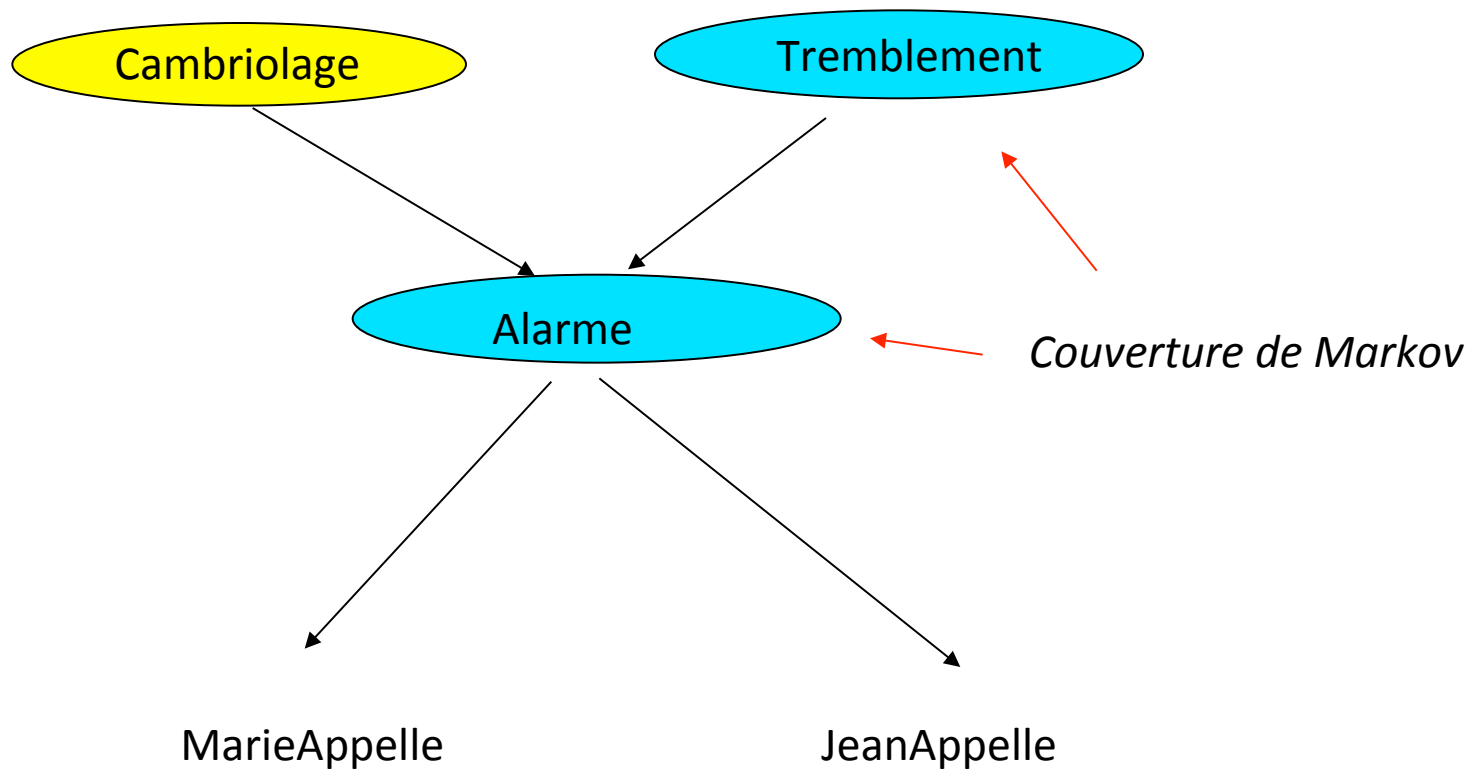 Cambriolage
Tremblement
Alarme
Couverture de Markov
MarieAppelle
JeanAppelle